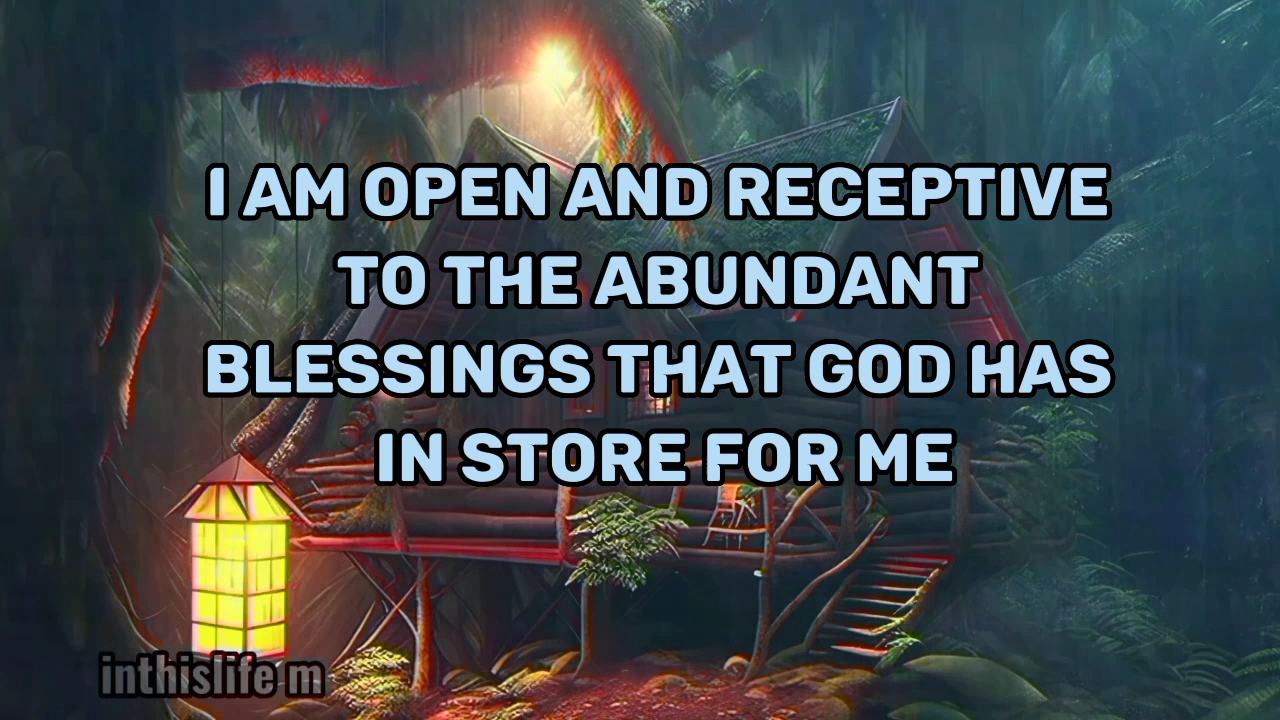 I AM OPEN AND RECEPTIVE
TO THE ABUNDANT
BLESSINGS THAT GOD HAS
IN STORE FOR ME
inthislife m